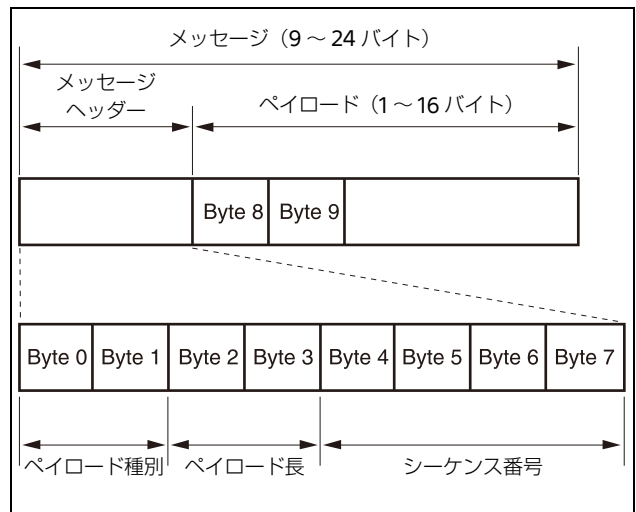 メッセージ（9～24 バイト）
メッセージ
ヘッダー
ペイロード（1～16 バイト）
Byte 8 Byte 9
Byte 0 Byte 1 Byte 2 Byte 3 Byte 4 Byte 5 Byte 6 Byte 7
ペイロード種別 ペイロード長 シーケンス番号